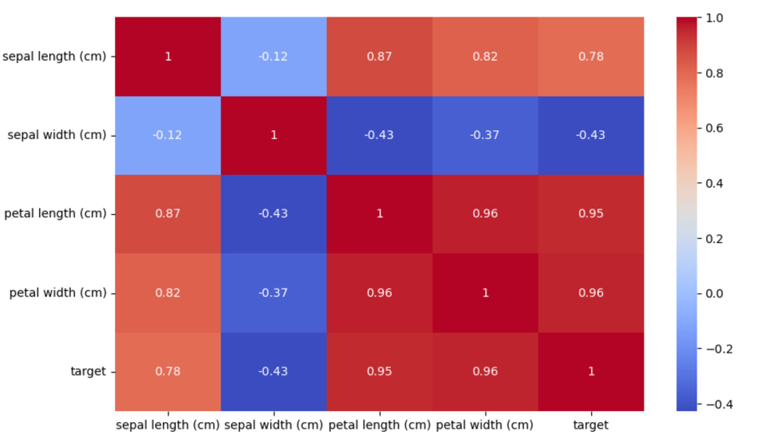 sepal length (cm) 1 -0.12 0.87 0.82 0.78
sepal width (cm) -0.12 1 -0.43 -0.37 -0.43
petal length (cm) 0.87 -0.43 1 0.96 0.95
petal width (cm) 0.82 -0.37 0.96 1 0.96
target 0.78 -0.43 0.95 0.96 1
sepal length (cm) sepal width (cm) petal length (cm) petal width (cm) target
1.0
0.8
0.6
0.4
0.2
0.0
−0.2
−0.4